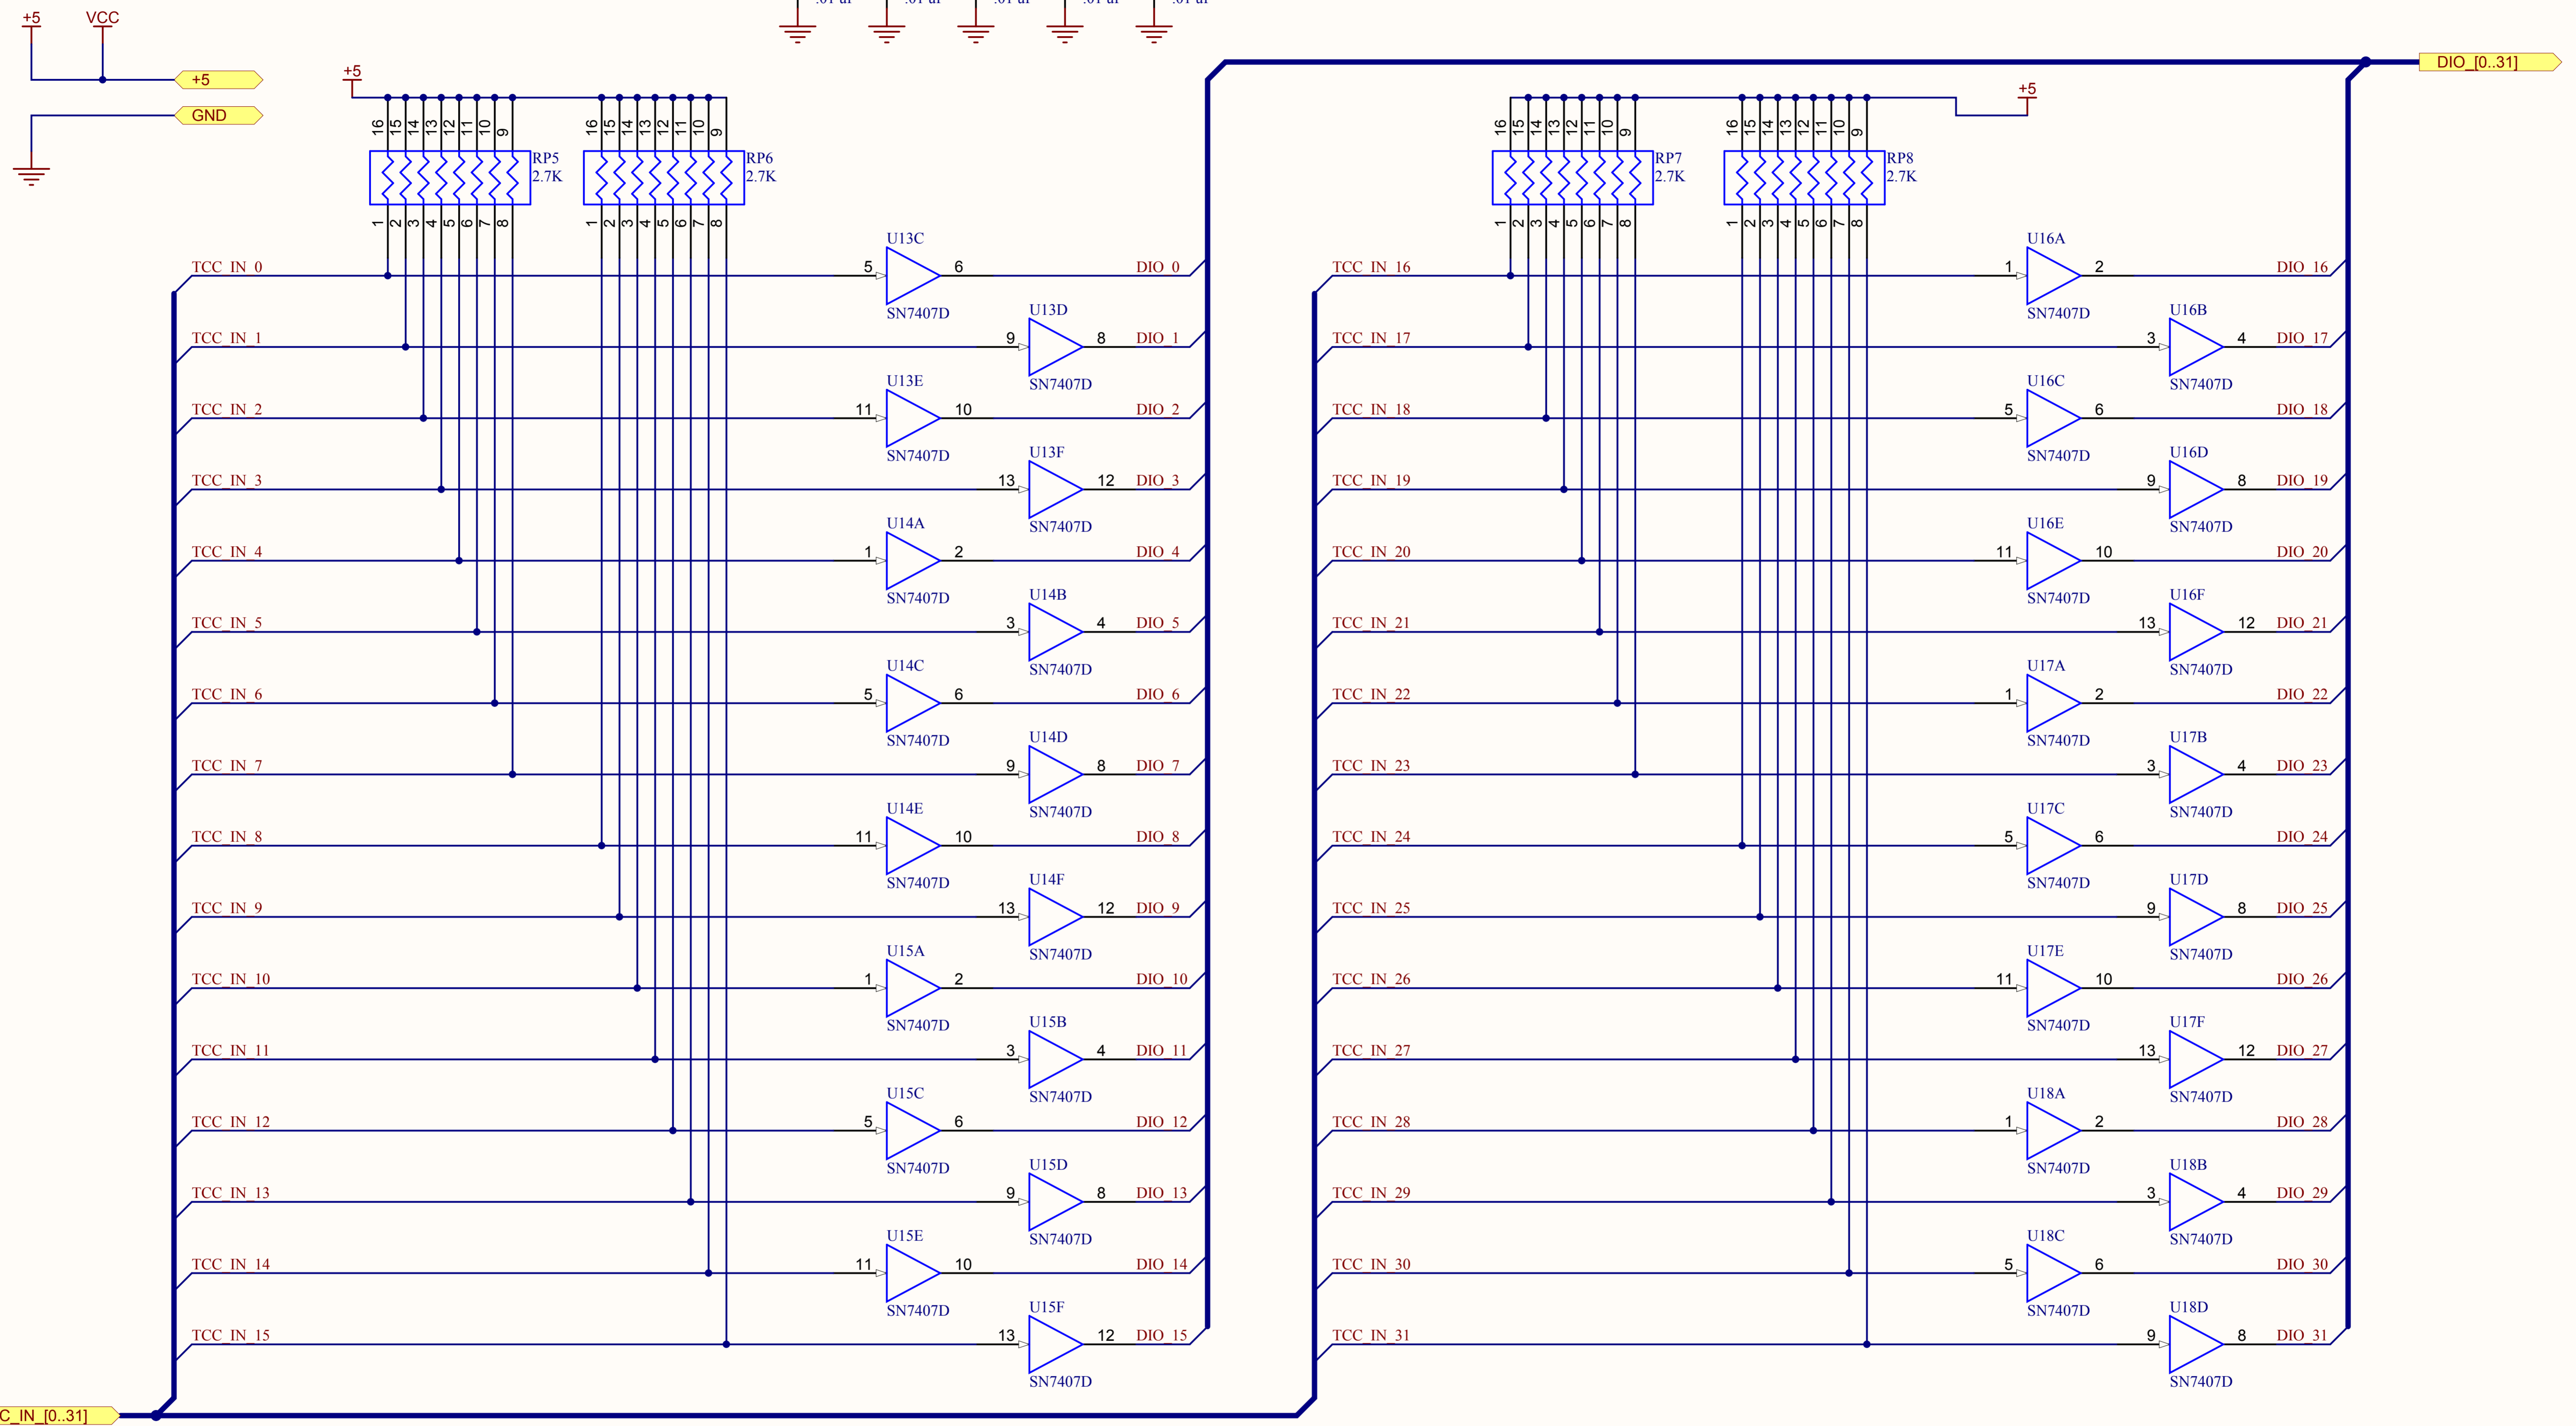 .01 uF .01 uF .01 uF .01 uF .01 uF
+5 VCC
+5
GND
DIO_[0..31]
+5
16 15 14 13 12 11 10 9
RP5
2.7K
1 2 3 4 5 6 7 8
16 15 14 13 12 11 10 9
RP6
2.7K
1 2 3 4 5 6 7 8
U13C
TCC_IN_0 5 6 DIO_0
SN7407D
U13D
TCC_IN_1 9 8 DIO_1
SN7407D
U13E
TCC_IN_2 11 10 DIO_2
SN7407D
U13F
TCC_IN_3 13 12 DIO_3
SN7407D
U14A
TCC_IN_4 1 2 DIO_4
SN7407D
U14B
TCC_IN_5 3 4 DIO_5
SN7407D
U14C
TCC_IN_6 5 6 DIO_6
SN7407D
U14D
TCC_IN_7 9 8 DIO_7
SN7407D
U14E
TCC_IN_8 11 10 DIO_8
SN7407D
U14F
TCC_IN_9 13 12 DIO_9
SN7407D
U15A
TCC_IN_10 1 2 DIO_10
SN7407D
U15B
TCC_IN_11 3 4 DIO_11
SN7407D
U15C
TCC_IN_12 5 6 DIO_12
SN7407D
U15D
TCC_IN_13 9 8 DIO_13
SN7407D
U15E
TCC_IN_14 11 10 DIO_14
SN7407D
U15F
TCC_IN_15 13 12 DIO_15
SN7407D
+5
16 15 14 13 12 11 10 9
RP7
2.7K
1 2 3 4 5 6 7 8
16 15 14 13 12 11 10 9
RP8
2.7K
1 2 3 4 5 6 7 8
U16A
TCC_IN_16 1 2 DIO_16
SN7407D
U16B
TCC_IN_17 3 4 DIO_17
SN7407D
U16C
TCC_IN_18 5 6 DIO_18
SN7407D
U16D
TCC_IN_19 9 8 DIO_19
SN7407D
U16E
TCC_IN_20 11 10 DIO_20
SN7407D
U16F
TCC_IN_21 13 12 DIO_21
SN7407D
U17A
TCC_IN_22 1 2 DIO_22
SN7407D
U17B
TCC_IN_23 3 4 DIO_23
SN7407D
U17C
TCC_IN_24 5 6 DIO_24
SN7407D
U17D
TCC_IN_25 9 8 DIO_25
SN7407D
U17E
TCC_IN_26 11 10 DIO_26
SN7407D
U17F
TCC_IN_27 13 12 DIO_27
SN7407D
U18A
TCC_IN_28 1 2 DIO_28
SN7407D
U18B
TCC_IN_29 3 4 DIO_29
SN7407D
U18C
TCC_IN_30 5 6 DIO_30
SN7407D
U18D
TCC_IN_31 9 8 DIO_31
SN7407D
C_IN_[0..31]